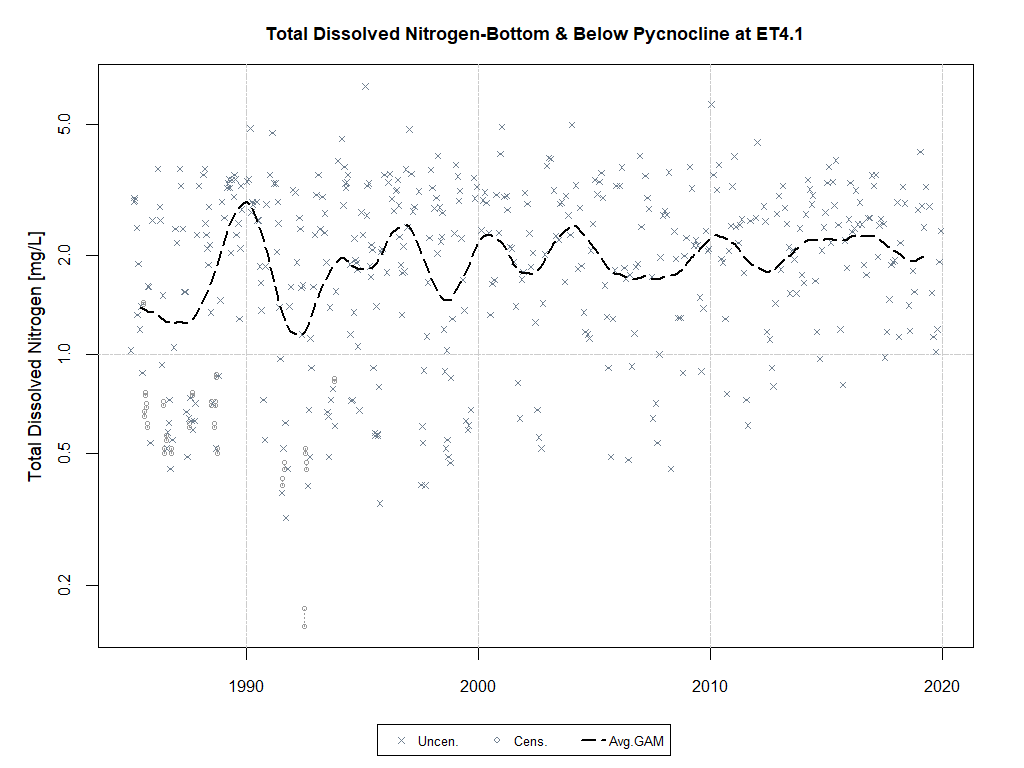 Total Dissolved Nitrogen-Bottom & Below Pycnocline at ET4.1
Total Dissolved Nitrogen [mg/L]
5.0
2.0
1.0
0.5
0.2
1990 2000 2010 2020
Uncen. Cens. Avg.GAM